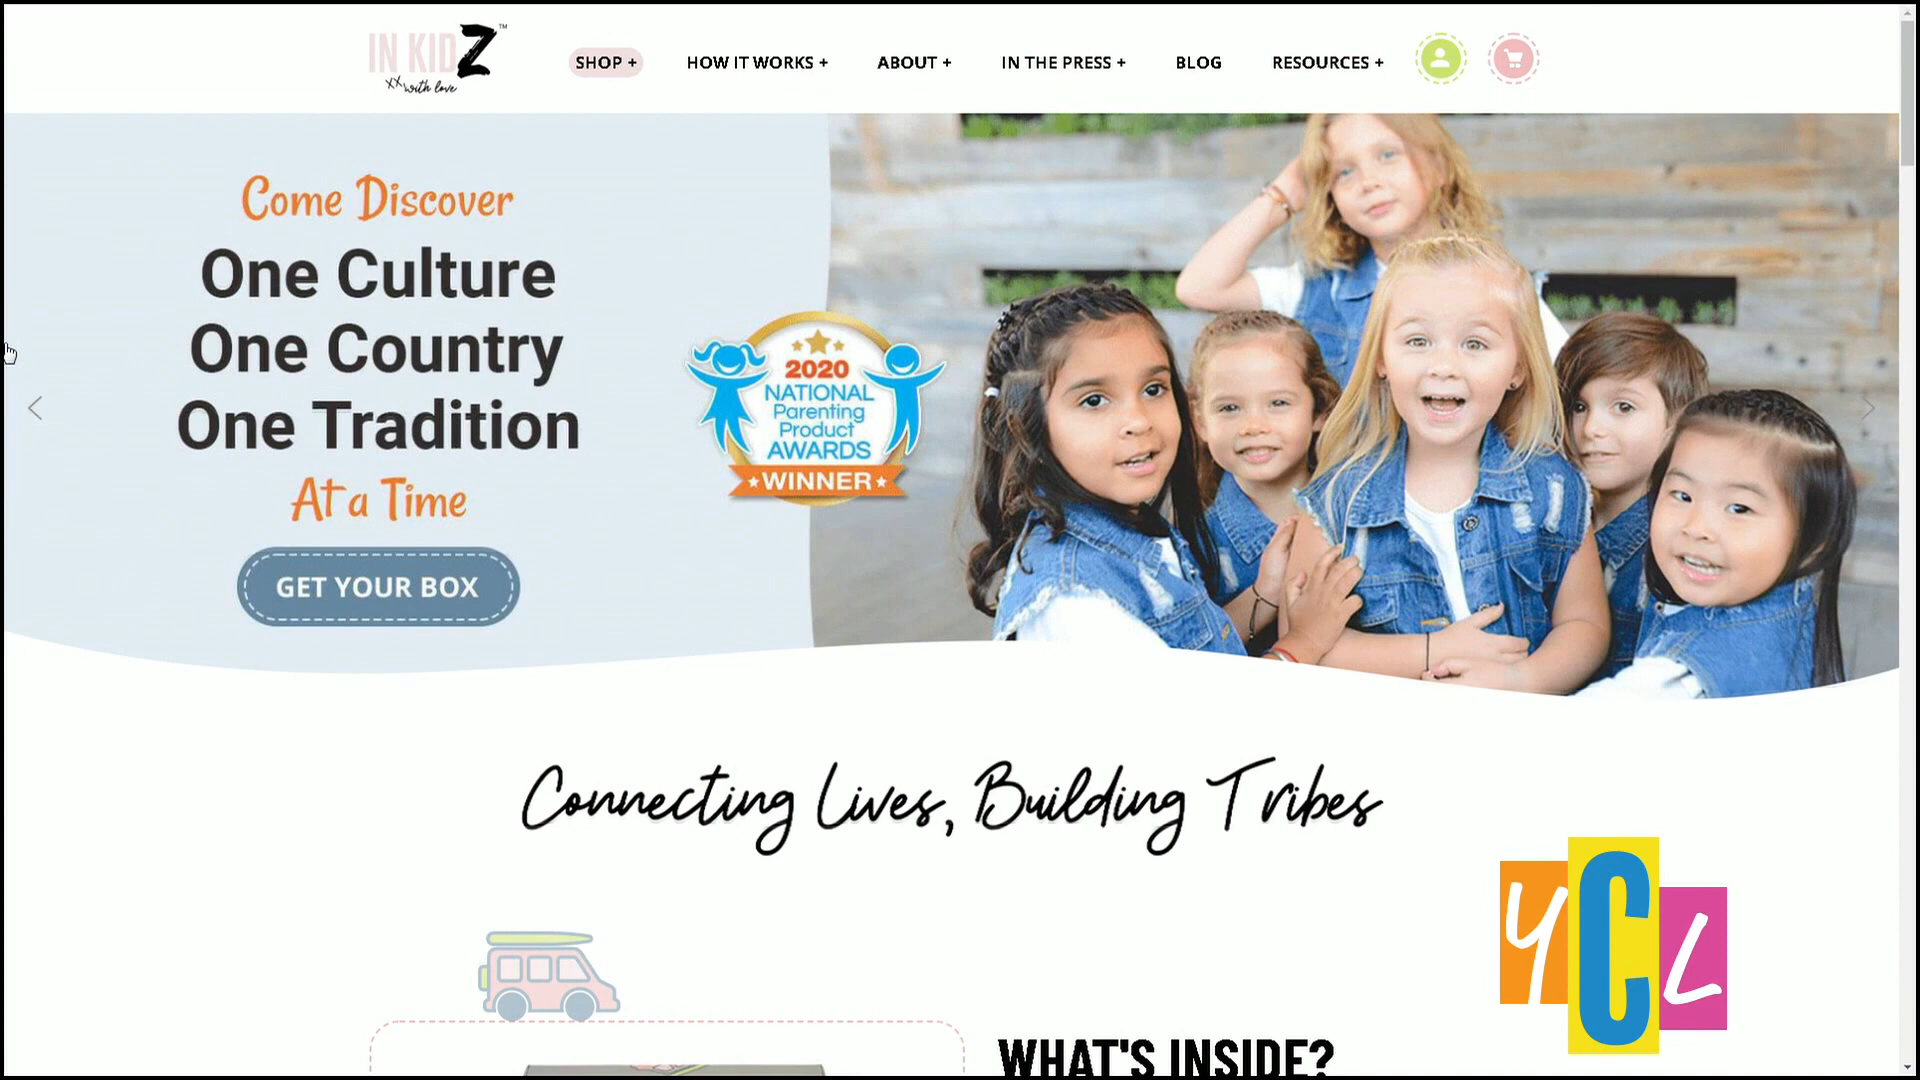 IN KIDZ™
xx with love
SHOP +
HOW IT WORKS +
ABOUT +
IN THE PRESS +
BLOG
RESOURCES +
Come Discover
One Culture
One Country
One Tradition
At a Time
GET YOUR BOX
2020
NATIONAL
Parenting
Product
AWARDS
WINNER
Connecting Lives, Building Tribes
WHAT'S INSIDE?
YCL